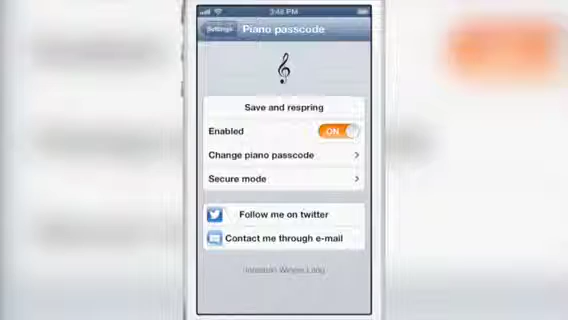 3:48 PM
Settings
Piano passcode
Save and respring
Enabled
ON
Change piano passcode
Secure mode
Follow me on twitter
Contact me through e-mail